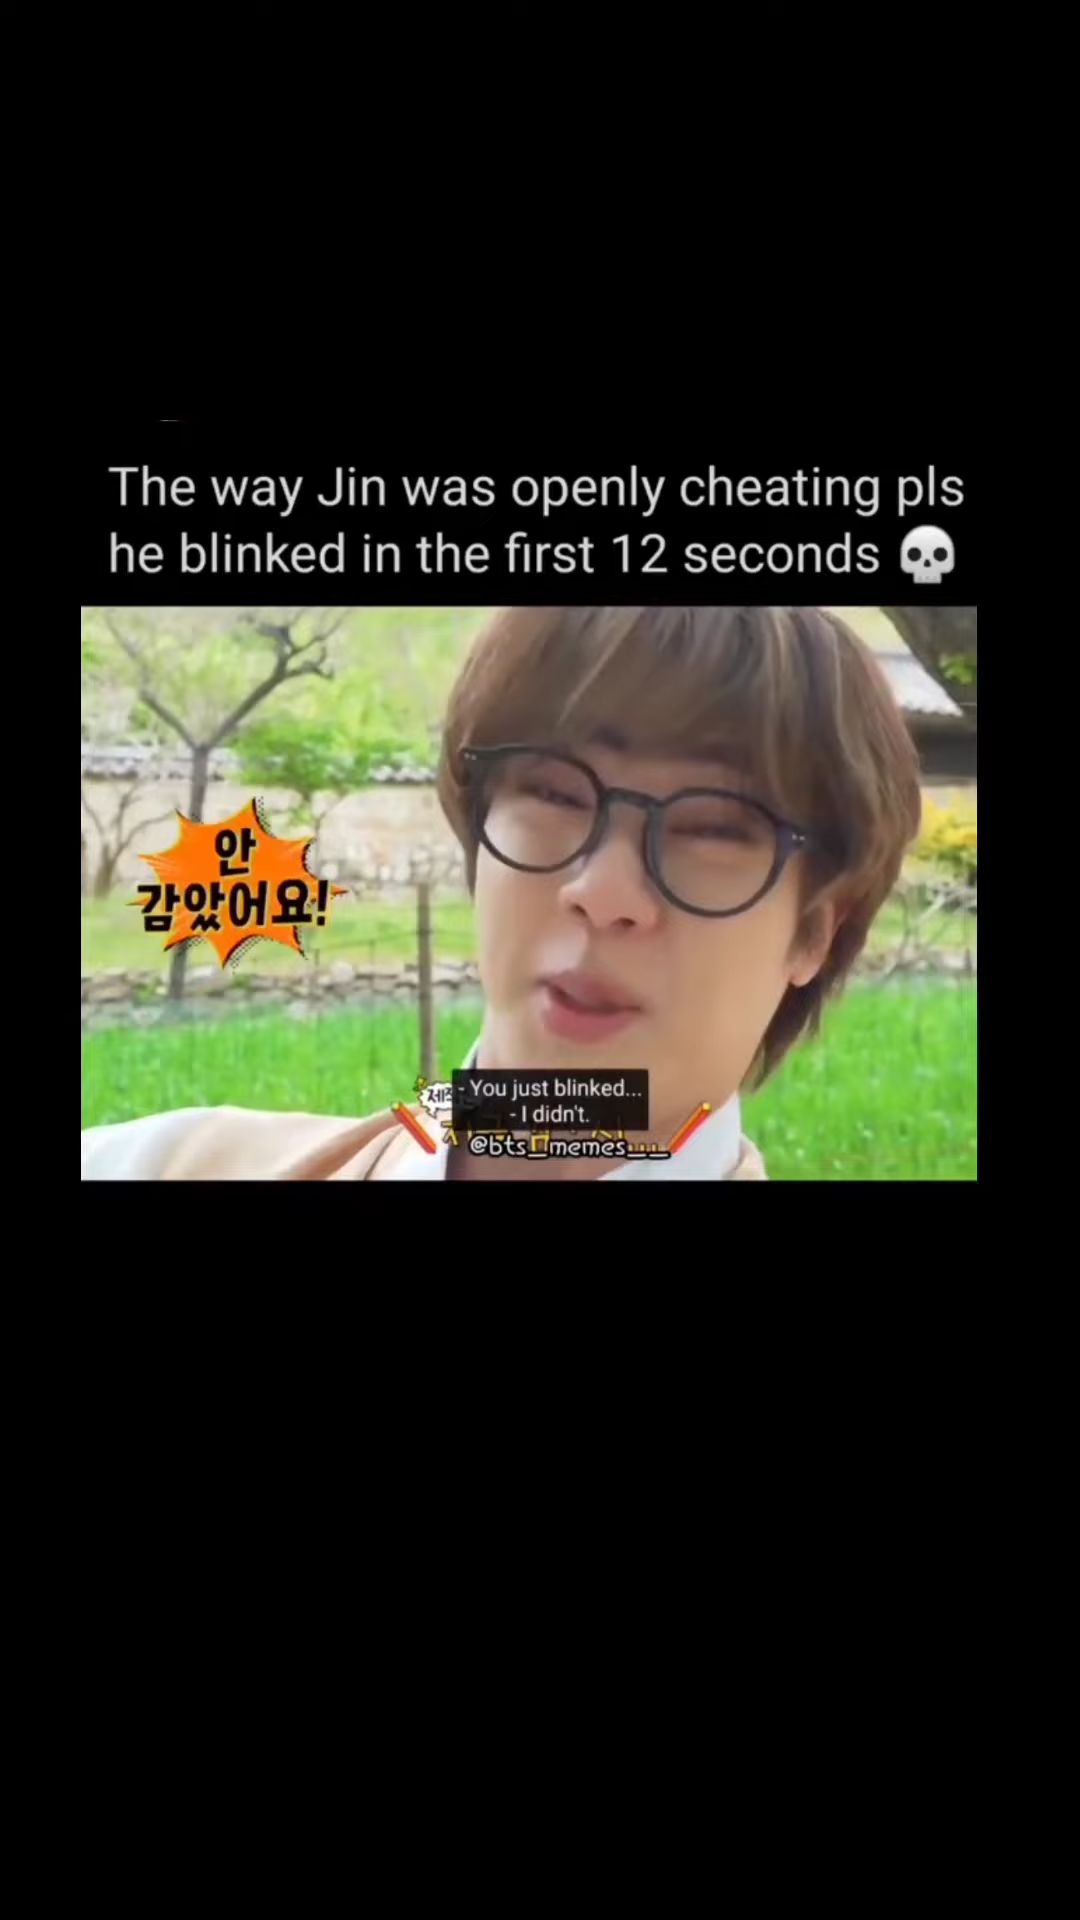 The way Jin was openly cheating pls
he blinked in the first 12 seconds 💀
안
감았어요!
- You just blinked...
- I didn't.
@bts_memes___